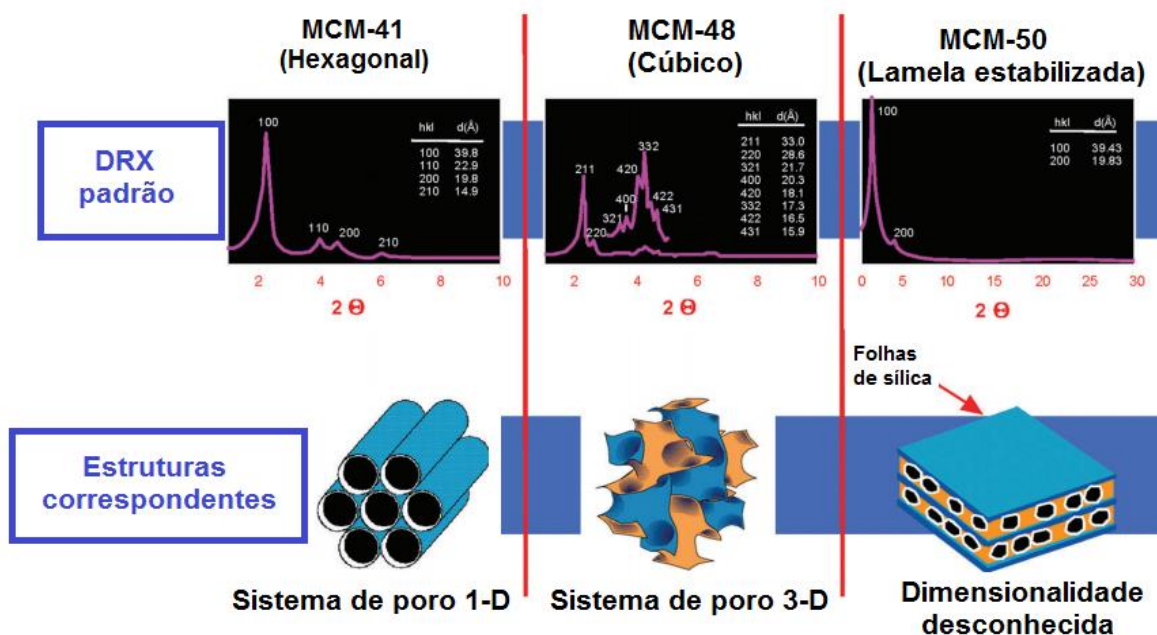 MCM-41
(Hexagonal)
MCM-48
(Cúbico)
MCM-50
(Lamela estabilizada)
DRX
padrão
100
110
200
210
hkl d(Å)
100 39.8
110 22.9
200 19.8
210 14.9
2 4 6 8 10
2 Θ
211
220
321
400
420
332
422
431
hkl d(Å)
211 33.0
220 28.6
321 21.7
400 20.3
420 18.1
332 17.3
422 16.5
431 15.9
2 4 6 8 10
2 Θ
100
200
hkl d(Å)
100 39.43
200 19.83
0 5 10 15 20 25 30
2 Θ
Folhas
de sílica
Estruturas
correspondentes
Sistema de poro 1-D
Sistema de poro 3-D
Dimensionalidade
desconhecida